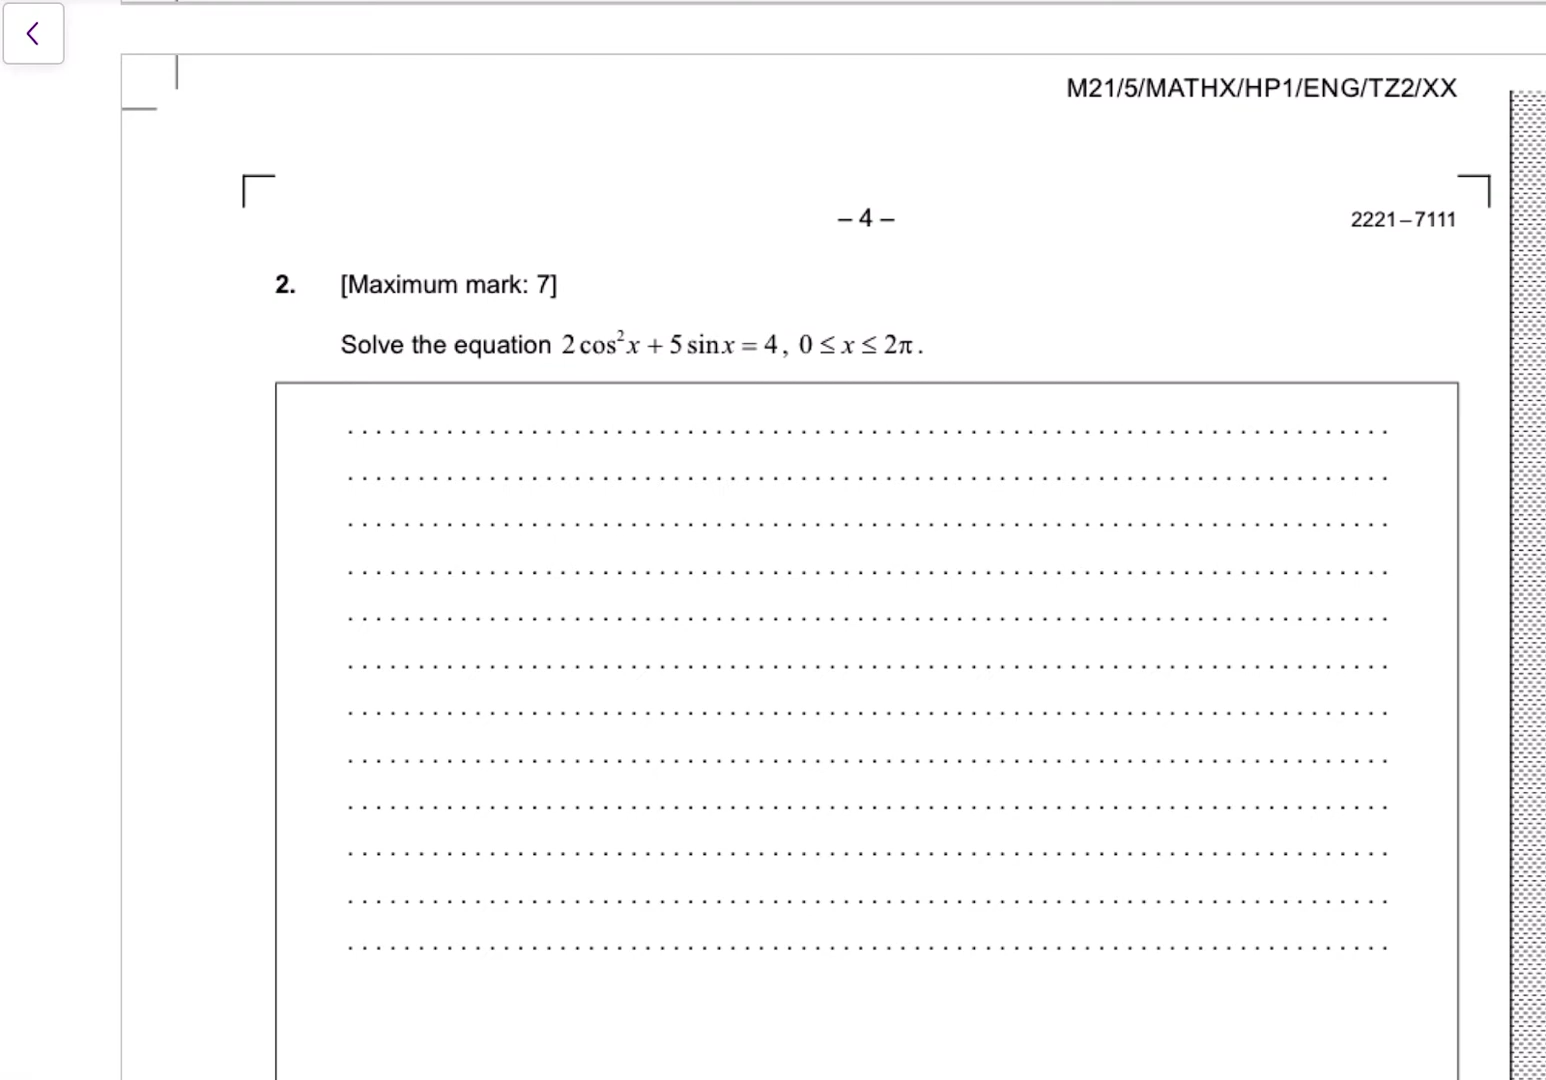 M21/5/MATHX/HP1/ENG/TZ2/XX
– 4 –
2221 – 7111
2. [Maximum mark: 7]
Solve the equation 2 cos²x + 5 sin x = 4, 0 ≤ x ≤ 2π.